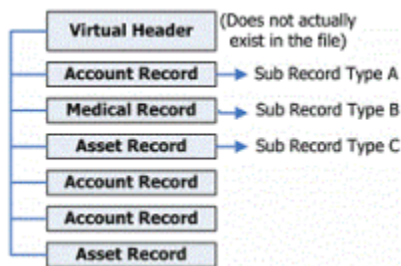 Virtual Header
(Does not actually
exist in the file)
Account Record
Sub Record Type A
Medical Record
Sub Record Type B
Asset Record
Sub Record Type C
Account Record
Account Record
Asset Record